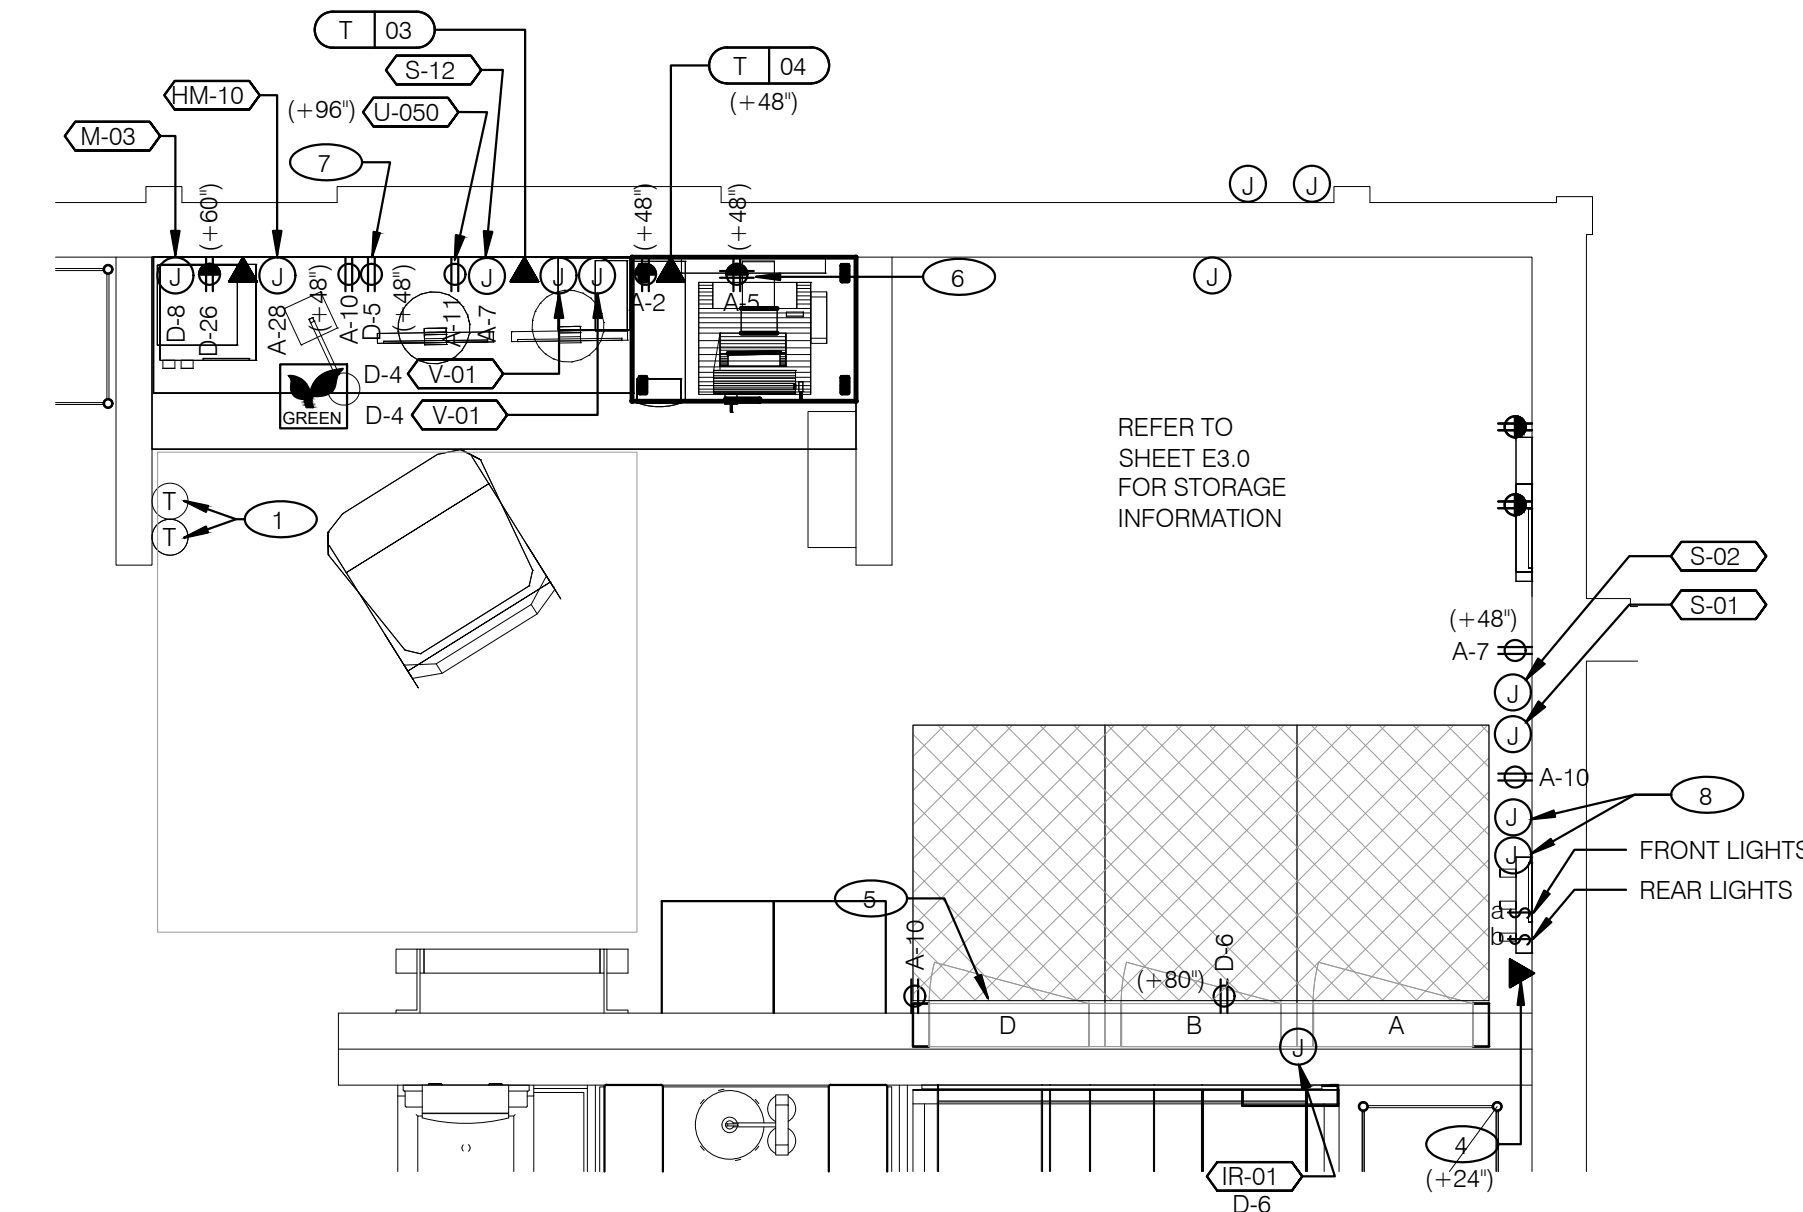 T 03
S-12
T 04
(+48")
HM-10
(+96")
U-050
M-03
7
(+60")
(+48")
(+48")
J
J
J
J
J
J
J
J
6
D-8
D-26
A-28
(+48")
A-10
D-5
(+48")
A-11
A-7
A-2
A-5
D-4
V-01
GREEN
D-4
V-01
REFER TO
SHEET E3.0
FOR STORAGE
INFORMATION
T
T
1
S-02
S-01
(+48")
A-7
J
J
A-10
8
J
J
FRONT LIGHTS
REAR LIGHTS
a
S
b
S
5
A-10
D-6
(+80")
D
B
A
J
4
(+24")
IR-01
D-6